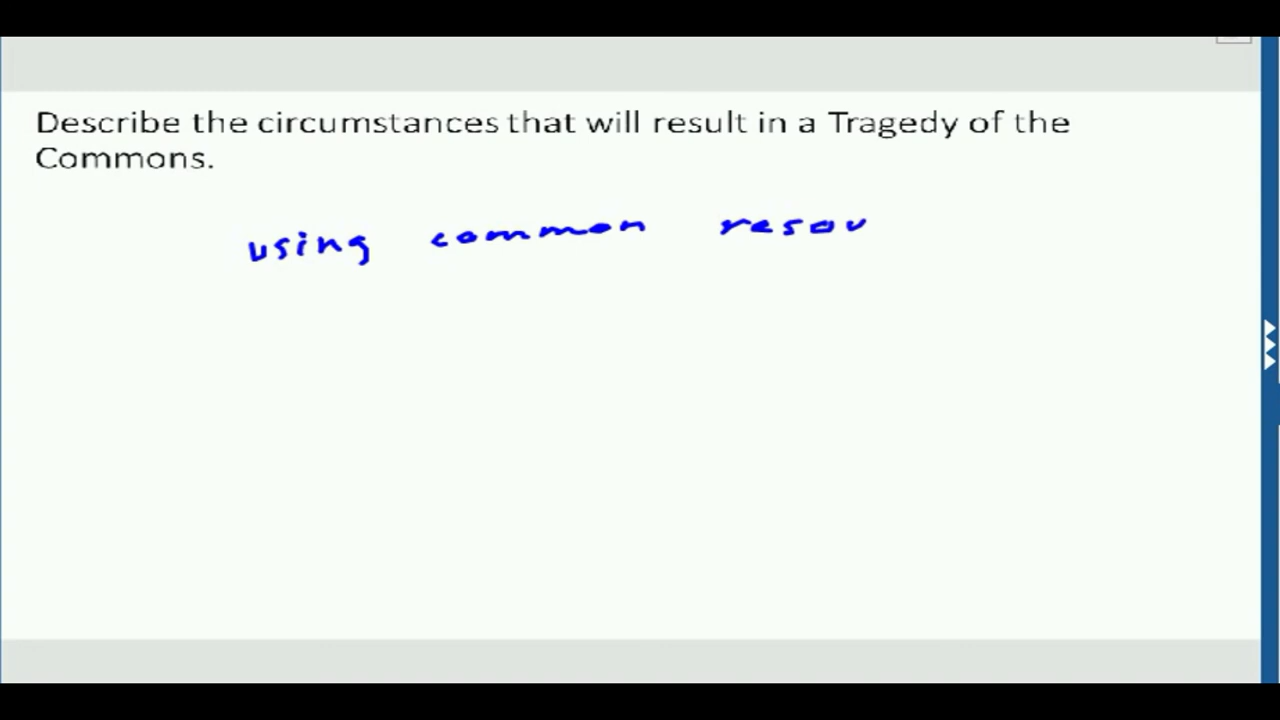 Describe the circumstances that will result in a Tragedy of the
Commons.
using common resou